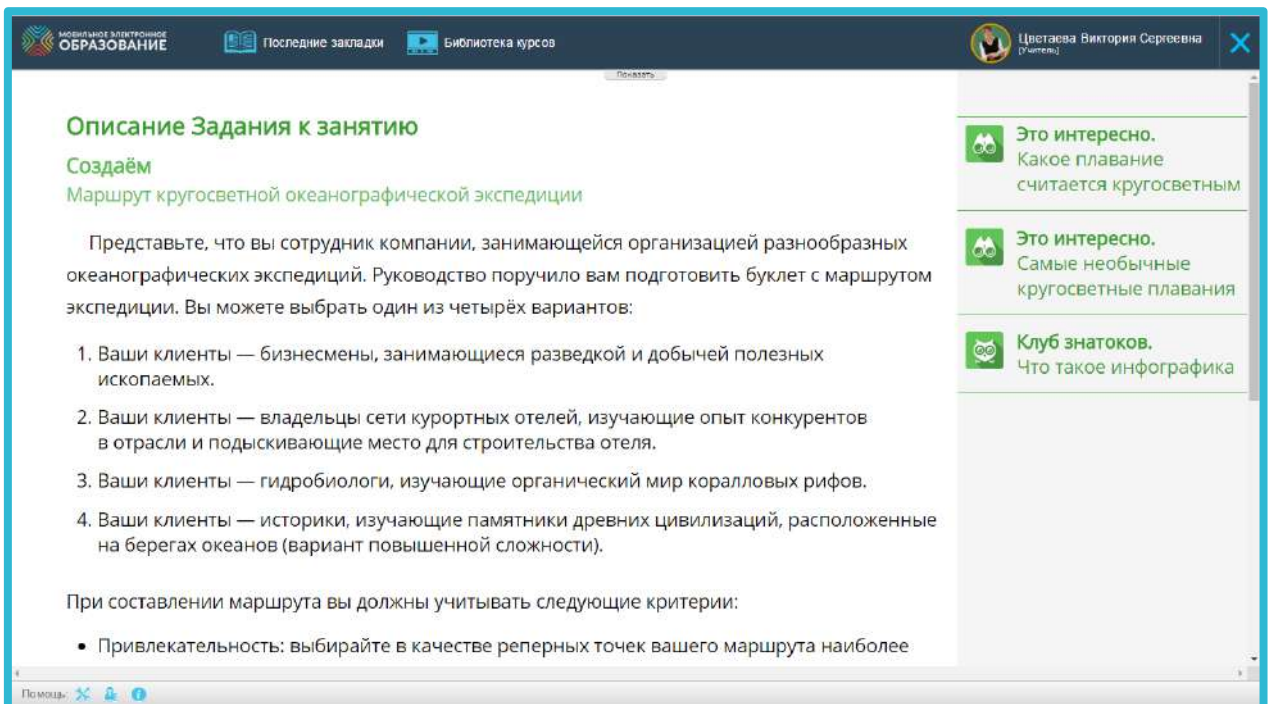 МОБИЛЬНОЕ ЭЛЕКТРОННОЕ
ОБРАЗОВАНИЕ
Последние закладки
Библиотека курсов
Цветаева Виктория Сергеевна
[Учитель]
Показать
Описание Задания к занятию
Создаём
Маршрут кругосветной океанографической экспедиции
Представьте, что вы сотрудник компании, занимающейся организацией разнообразных
океанографических экспедиций. Руководство поручило вам подготовить буклет с маршрутом
экспедиции. Вы можете выбрать один из четырёх вариантов:
1. Ваши клиенты — бизнесмены, занимающиеся разведкой и добычей полезных
ископаемых.
2. Ваши клиенты — владельцы сети курортных отелей, изучающие опыт конкурентов
в отрасли и подыскивающие место для строительства отеля.
3. Ваши клиенты — гидробиологи, изучающие органический мир коралловых рифов.
4. Ваши клиенты — историки, изучающие памятники древних цивилизаций, расположенные
на берегах океанов (вариант повышенной сложности).
При составлении маршрута вы должны учитывать следующие критерии:
• Привлекательность: выбирайте в качестве реперных точек вашего маршрута наиболее
Это интересно.
Какое плавание
считается кругосветным
Это интересно.
Самые необычные
кругосветные плавания
Клуб знатоков.
Что такое инфографика
Помощь: